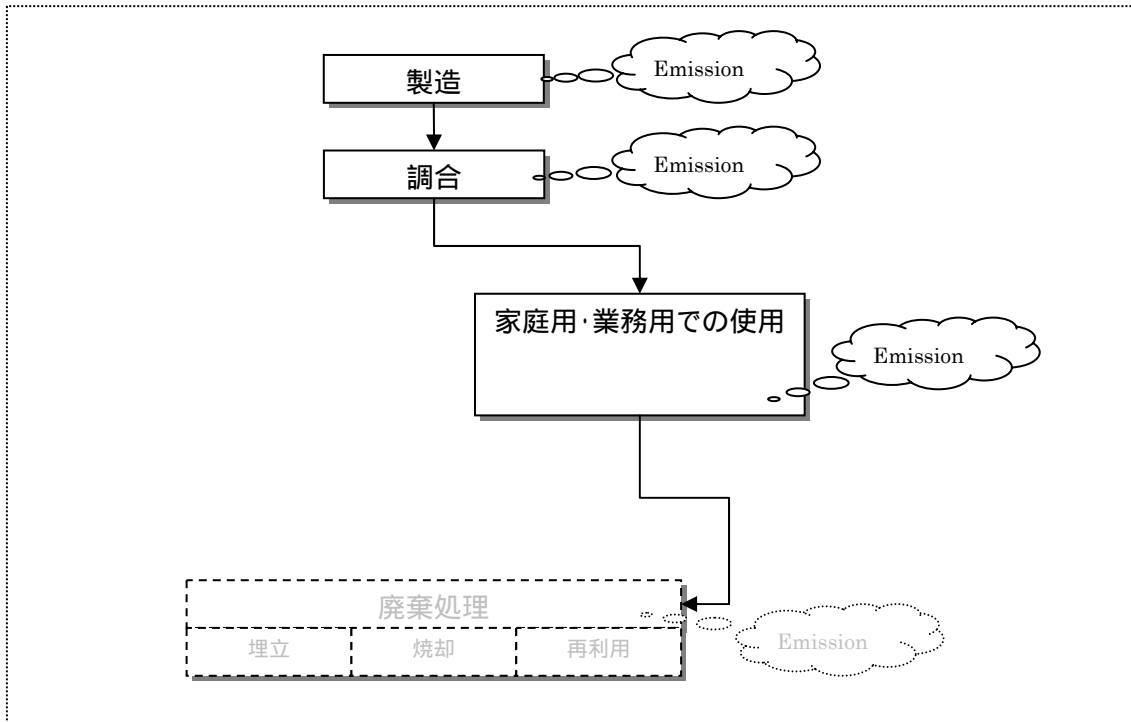 製造
Emission
調合
Emission
家庭用・業務用での使用
Emission
廃棄処理
埋立
焼却
再利用
Emission